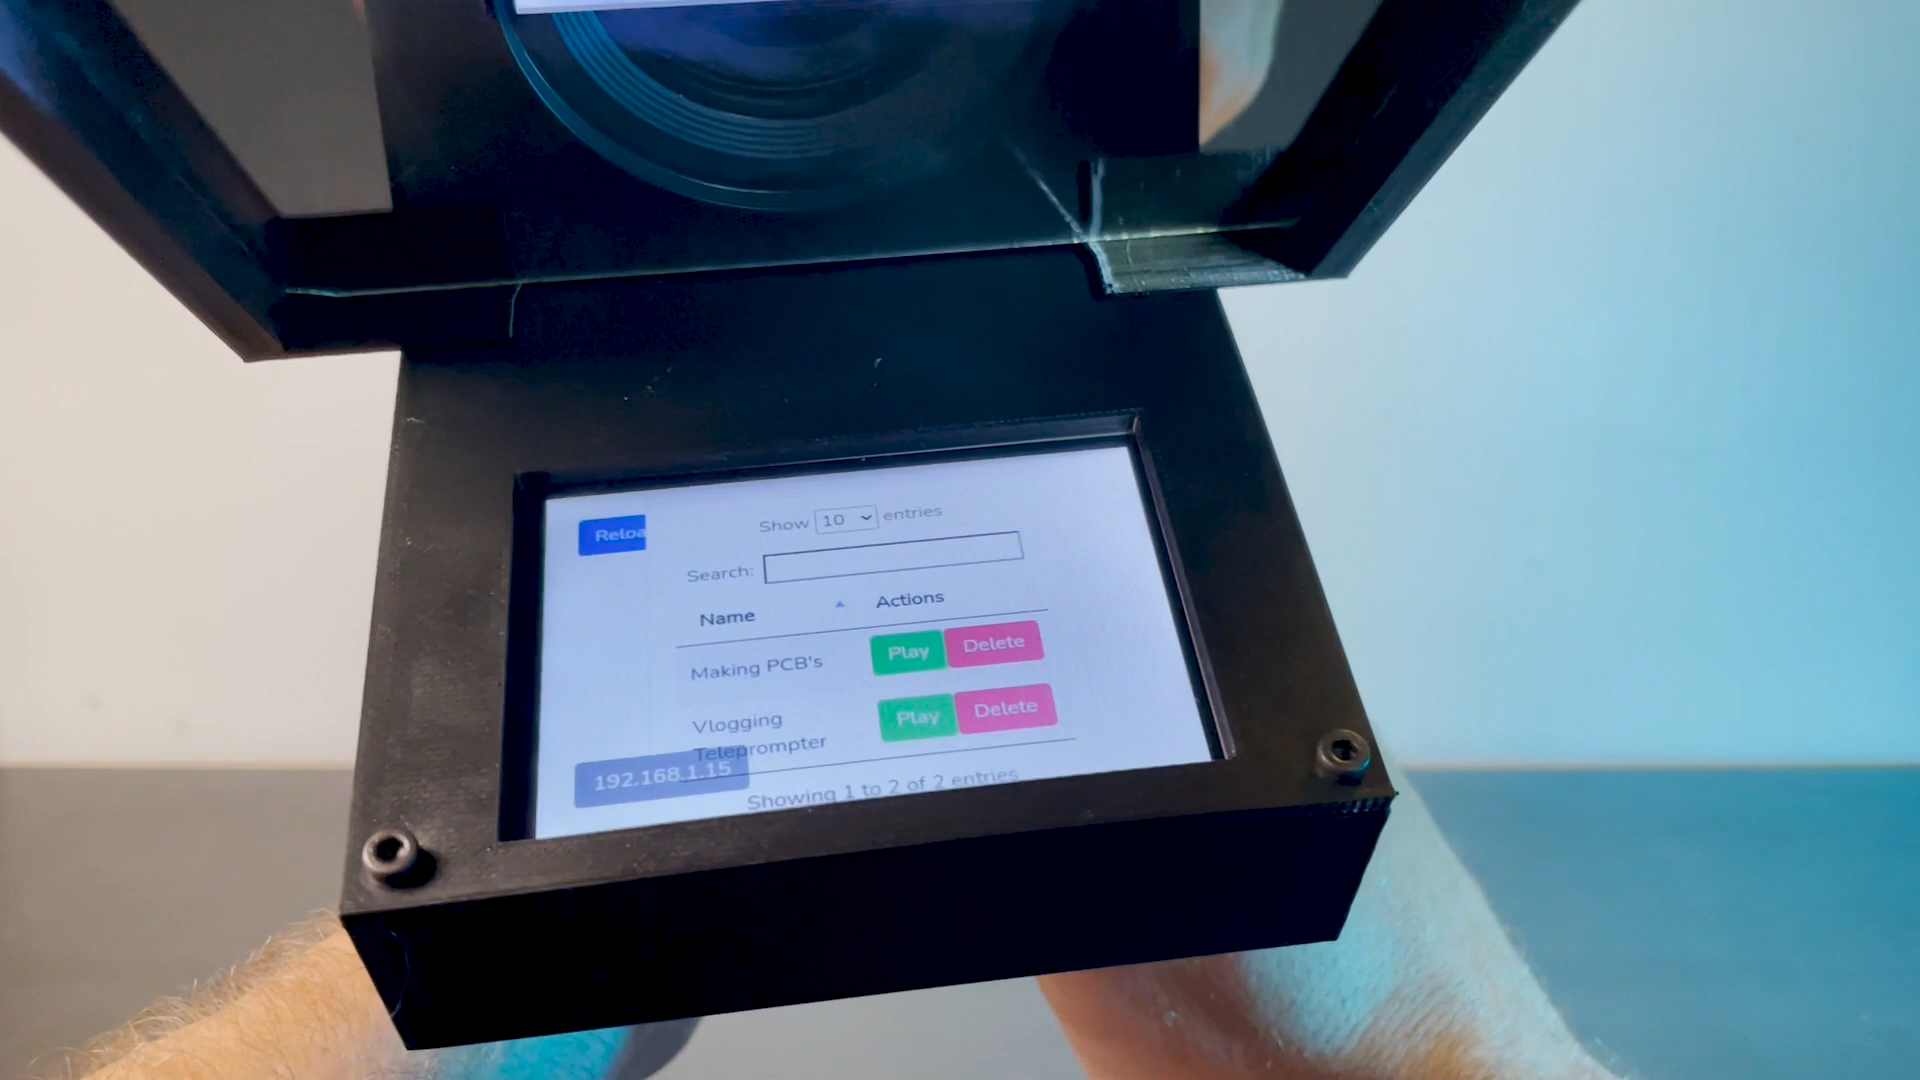 Reloa
Show 10 entries
Search:
Name Actions
Making PCB's Play Delete
Vlogging
Teleprompter Play Delete
192.168.1.15
Showing 1 to 2 of 2 entries